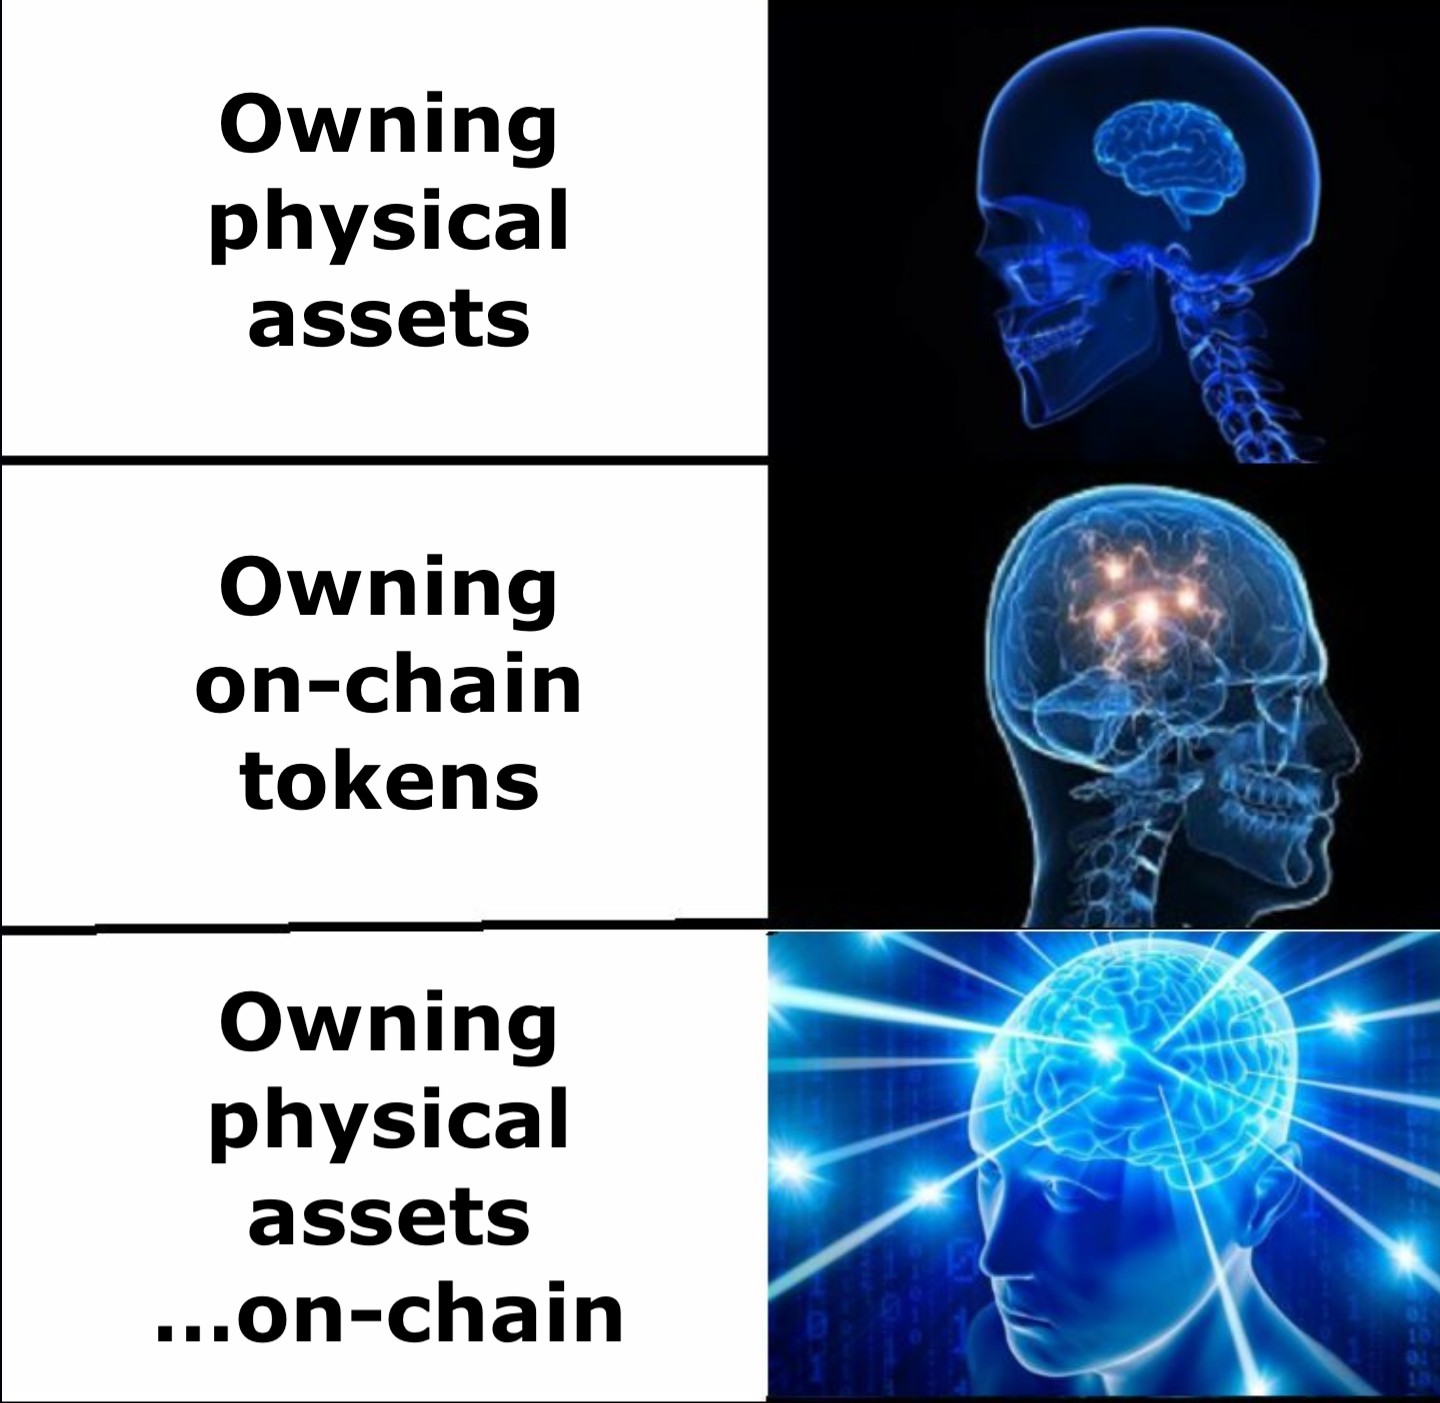 Owning
physical
assets
Owning
on-chain
tokens
Owning
physical
assets
...on-chain